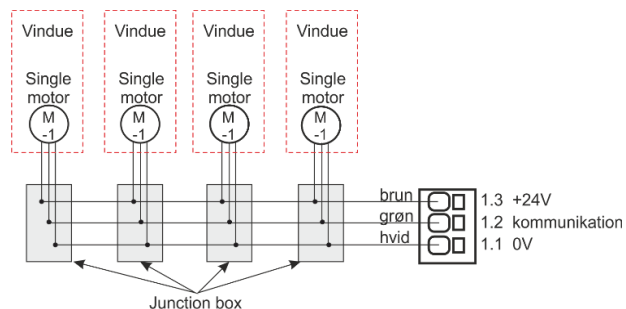 Vindue Vindue Vindue Vindue
Single Single Single Single
motor motor motor motor
M M M M
-1 -1 -1 -1
brun 1.3 +24V
grøn 1.2 kommunikation
hvid 1.1 0V
Junction box